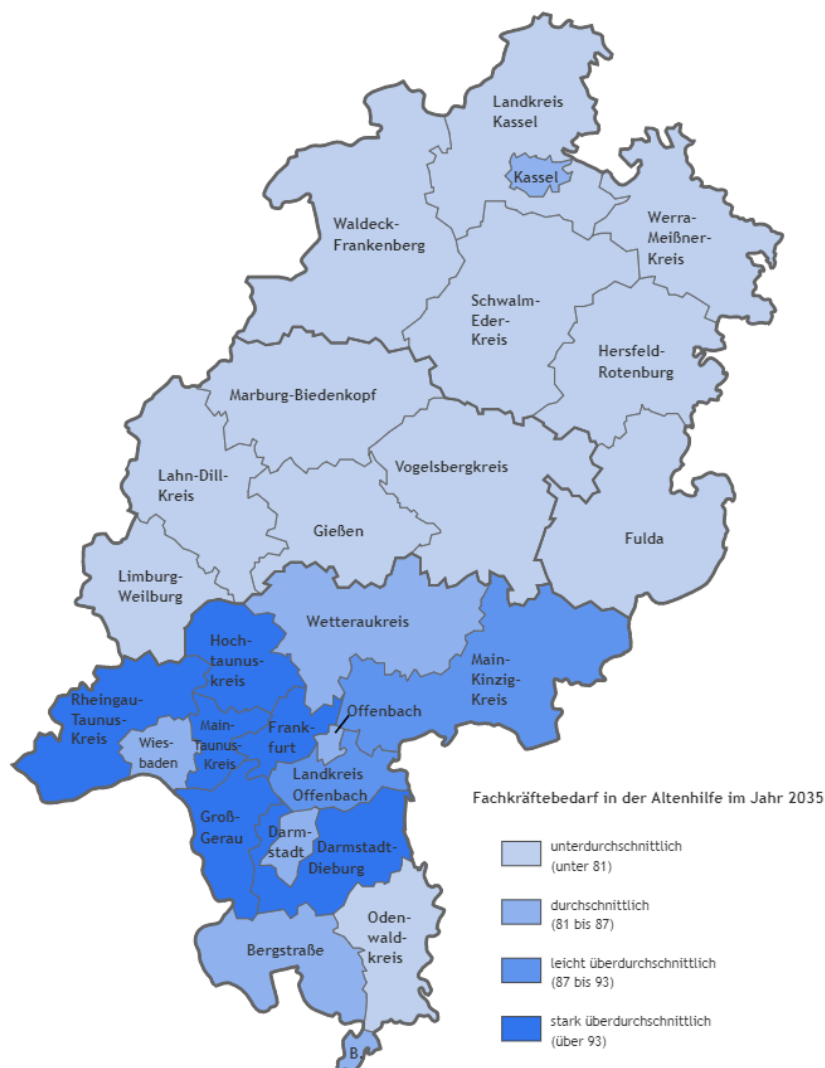 Landkreis
Kassel
Kassel
Werra-
Meißner-
Kreis
Waldeck-
Frankenberg
Schwalm-
Eder-
Kreis
Hersfeld-
Rotenburg
Marburg-Biedenkopf
Vogelsbergkreis
Lahn-Dill-
Kreis
Gießen
Fulda
Limburg-
Weilburg
Wetteraukreis
Hoch-
taunus-
kreis
Main-
Kinzig-
Kreis
Rheingau-
Taunus-
Kreis
Offenbach
Main-
Taunus-
Kreis
Frank-
furt
Wies-
baden
Landkreis
Offenbach
Groß-
Gerau
Darm-
stadt
Darmstadt-
Dieburg
Oden-
wald-
kreis
Bergstraße
B.
Fachkräftebedarf in der Altenhilfe im Jahr 2035
unterdurchschnittlich
(unter 81)
durchschnittlich
(81 bis 87)
leicht überdurchschnittlich
(87 bis 93)
stark überdurchschnittlich
(über 93)